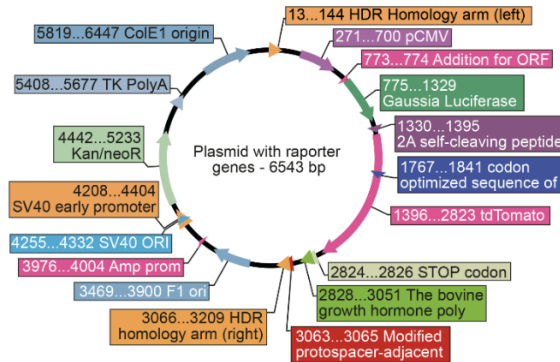 5819...6447 ColE1 origin
13...144 HDR Homology arm (left)
271...700 pCMV
773...774 Addition for ORF
5408...5677 TK PolyA
775...1329
Gaussia Luciferase
4442...5233
Kan/neoR
1330...1395
2A self-cleaving peptide
Plasmid with raporter
genes - 6543 bp
1767...1841 codon
optimized sequence of
4208...4404
SV40 early promoter
1396...2823 tdTomato
4255...4332 SV40 ORI
3976...4004 Amp prom
2824...2826 STOP codon
3469...3900 F1 ori
2828...3051 The bovine
growth hormone poly
3066...3209 HDR
homology arm (right)
3063...3065 Modified
protospacer-adjacent